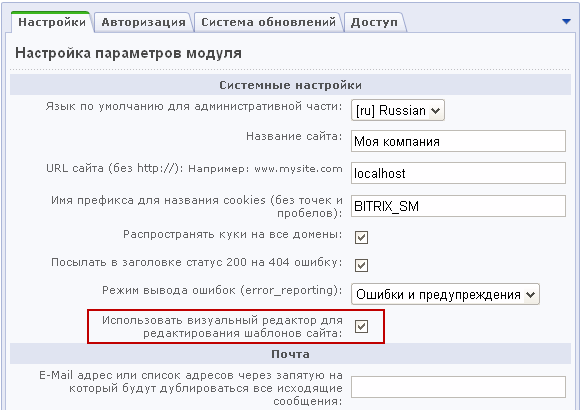 Настройки Авторизация Система обновлений Доступ
Настройка параметров модуля
Системные настройки
Язык по умолчанию для административной части: [ru] Russian
Название сайта: Моя компания
URL сайта (без http://): Например: www.mysite.com localhost
Имя префикса для названия cookies (без точек и
пробелов): BITRIX_SM
Распространять куки на все домены:
Посылать в заголовке статус 200 на 404 ошибку:
Режим вывода ошибок (error_reporting): Ошибки и предупреждения
Использовать визуальный редактор для
редактирования шаблонов сайта:
Почта
E-Mail адрес или список адресов через запятую на
который будут дублироваться все исходящие
сообщения: